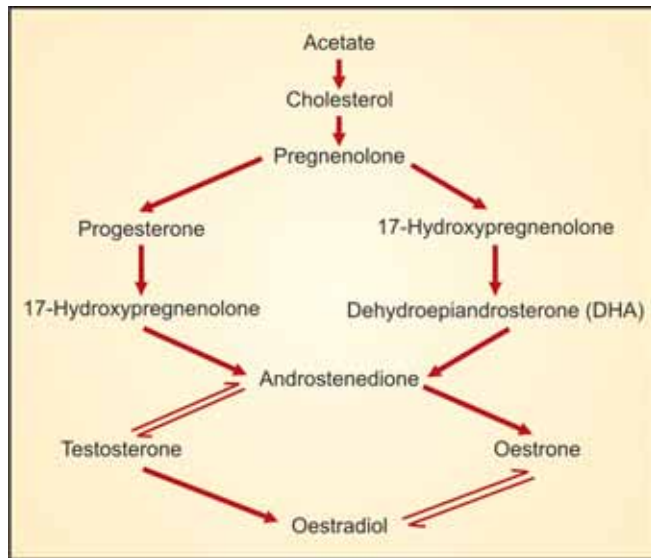 Acetate
Cholesterol
Pregnenolone
Progesterone
17-Hydroxypregnenolone
17-Hydroxypregnenolone
Dehydroepiandrosterone (DHA)
Androstenedione
Testosterone
Oestrone
Oestradiol